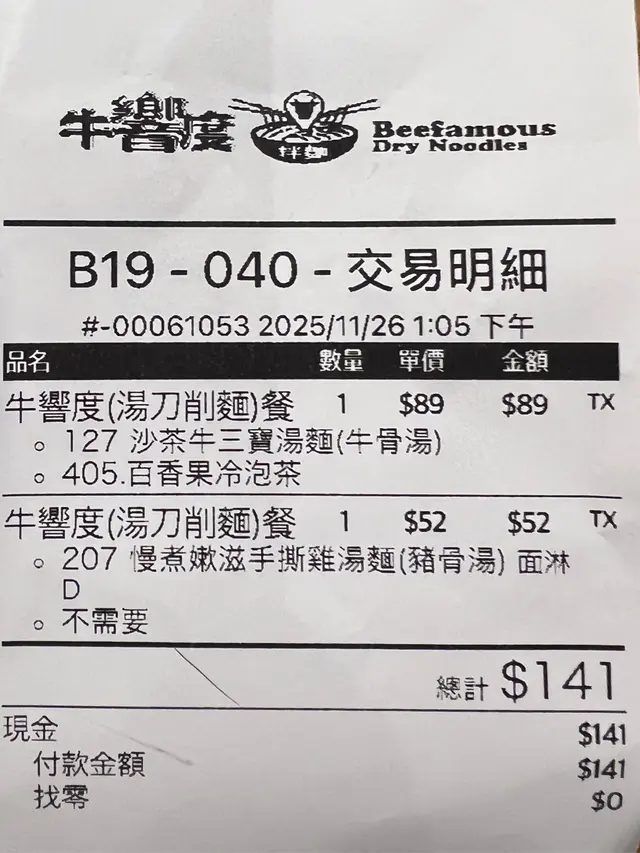 牛響度
拌麵
Beefamous
Dry Noodles
B19 - 040 - 交易明細
#-00061053 2025/11/26 1:05 下午
品名 數量 單價 金額
牛響度(湯刀削麵)餐 1 $89 $89 TX
127 沙茶牛三寶湯麵(牛骨湯)
405.百香果冷泡茶
牛響度(湯刀削麵)餐 1 $52 $52 TX
207 慢煮嫩滋手撕雞湯麵(豬骨湯) 面淋
D
不需要
總計 $141
現金 $141
付款金額 $141
找零 $0